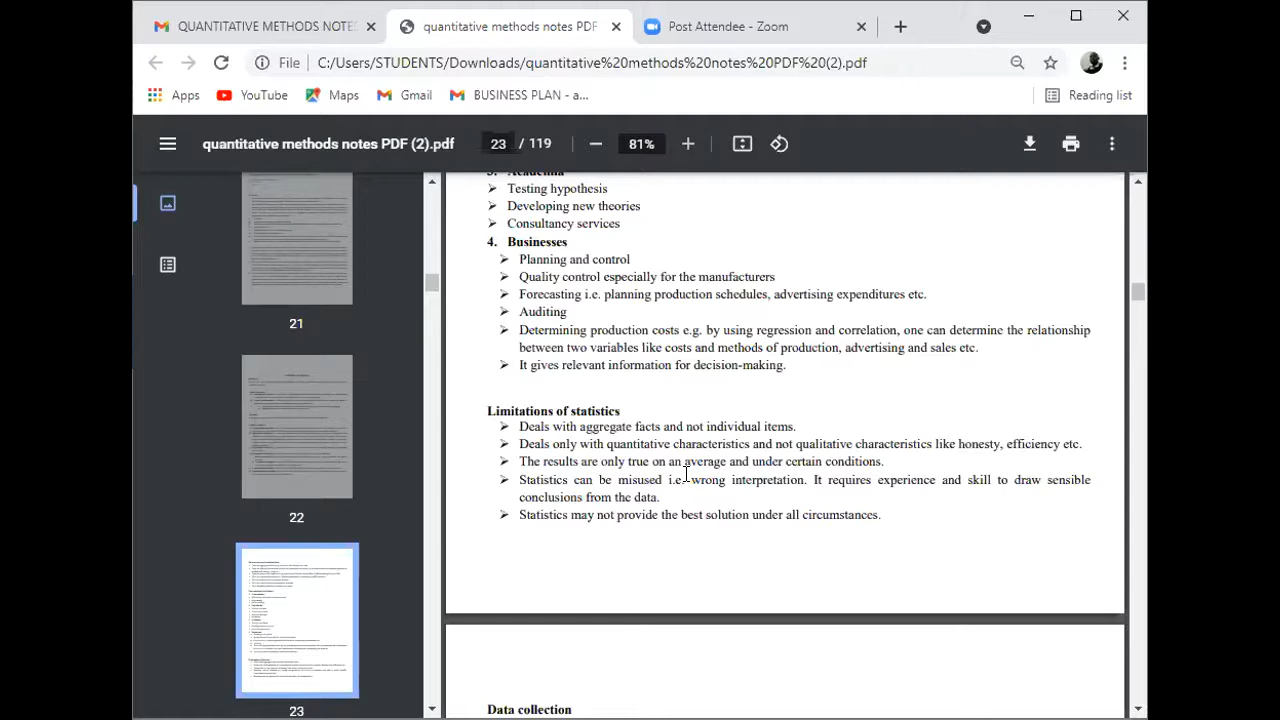 QUANTITATIVE METHODS NOTE
quantitative methods notes PDF
Post Attendee - Zoom
File
C:/Users/STUDENTS/Downloads/quantitative%20methods%20notes%20PDF%20(2).pdf
Apps
YouTube
Maps
Gmail
BUSINESS PLAN - a...
Reading list
quantitative methods notes PDF (2).pdf
23 / 119
81%
21
22
23
3. Academia
Testing hypothesis
Developing new theories
Consultancy services
4. Businesses
Planning and control
Quality control especially for the manufacturers
Forecasting i.e. planning production schedules, advertising expenditures etc.
Auditing
Determining production costs e.g. by using regression and correlation, one can determine the relationship
between two variables like costs and methods of production, advertising and sales etc.
It gives relevant information for decision-making.
Limitations of statistics
Deals with aggregate facts and not individual items.
Deals only with quantitative characteristics and not qualitative characteristics like honesty, efficiency etc.
The results are only true on an average and under certain conditions.
Statistics can be misused i.e. wrong interpretation. It requires experience and skill to draw sensible
conclusions from the data.
Statistics may not provide the best solution under all circumstances.
Data collection